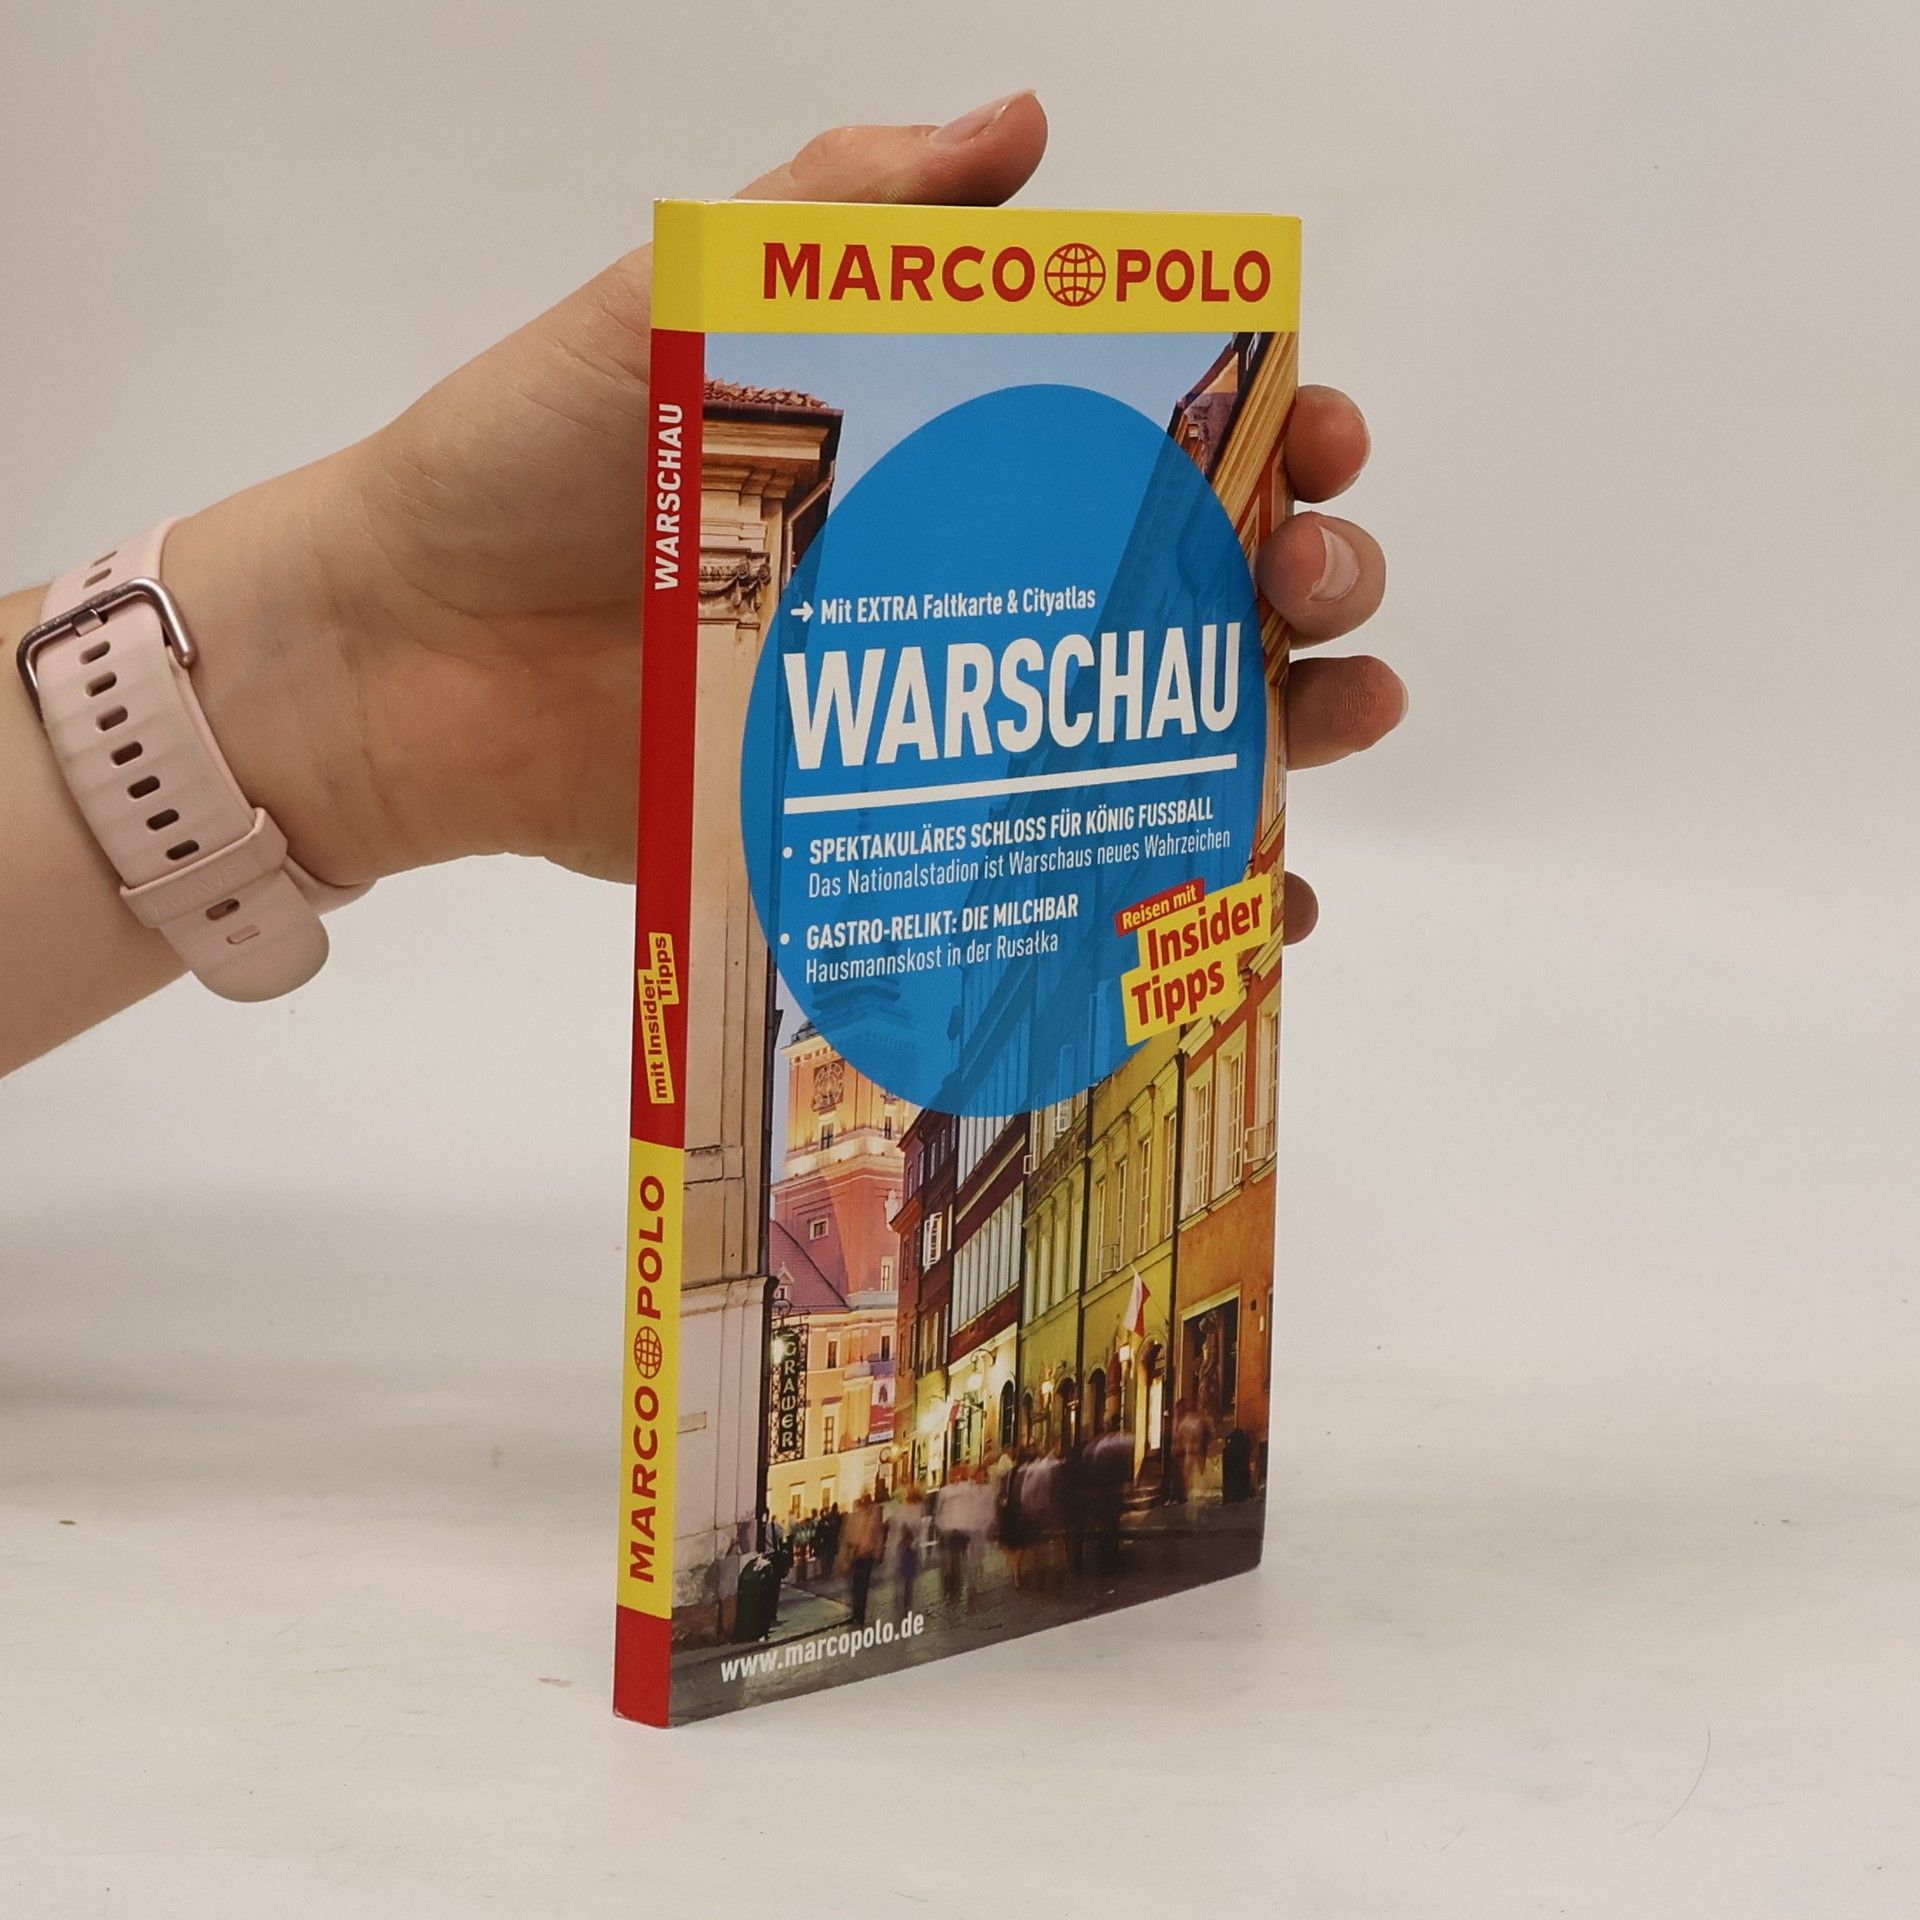 MARCO POLO
WARSCHAU
mit Insider
Tipps
MARCO POLO
→ Mit EXTRA Faltkarte & Cityatlas
WARSCHAU
• SPEKTAKULÄRES SCHLOSS FÜR KÖNIG FUSSBALL
Das Nationalstadion ist Warschaus neues Wahrzeichen
• GASTRO-RELIKT: DIE MILCHBAR
Hausmannskost in der Rusałka
Reisen mit
Insider
Tipps
GRAWER
www.marcopolo.de